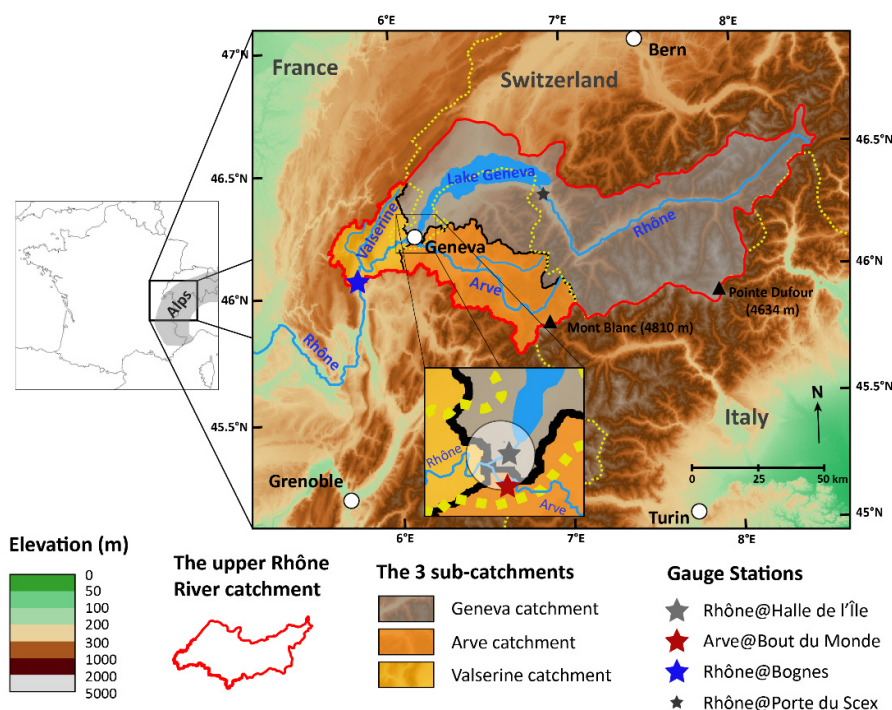 6°E
7°E
8°E
47°N
46.5°N
46°N
45.5°N
France
Switzerland
Bern
46.5°N
Lake Geneva
Rhône
Valserine
Geneva
Arve
46°N
Pointe Dufour
(4634 m)
Mont Blanc (4810 m)
Alps
Rhône
N
45.5°N
Italy
Rhône
Arve
0
25
50 km
Grenoble
Turin
45°N
6°E
7°E
8°E
Elevation (m)
0
50
100
200
300
1000
2000
5000
The upper Rhône
River catchment
The 3 sub-catchments
Geneva catchment
Arve catchment
Valserine catchment
Gauge Stations
Rhône@Halle de l'Île
Arve@Bout du Monde
Rhône@Bognes
Rhône@Porte du Scex